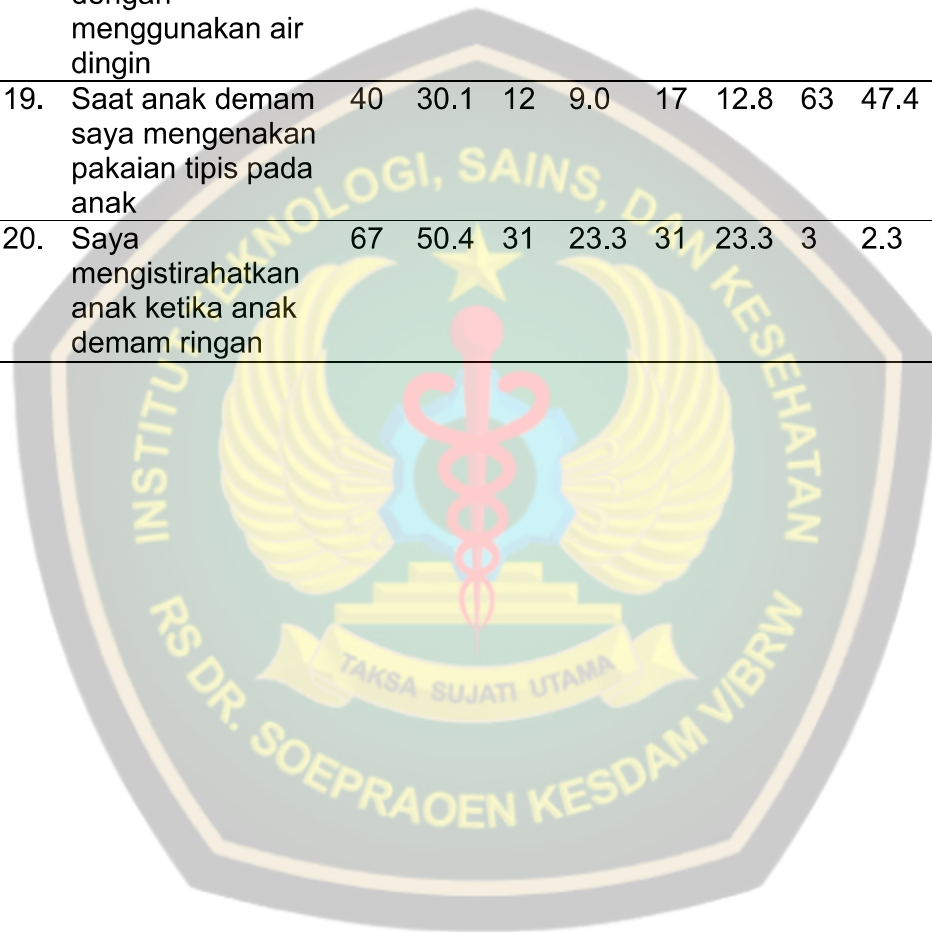 dengan
menggunakan air
dingin
19. Saat anak demam 40 30.1 12 9.0 17 12.8 63 47.4
saya mengenakan
pakaian tipis pada
anak
20. Saya 67 50.4 31 23.3 31 23.3 3 2.3
mengistirahatkan
anak ketika anak
demam ringan
INSTITUT TEKNOLOGI, SAINS, DAN KESEHATAN
TAKSA SUJATI UTAMA
RS DR. SOEPRAOEN KESDAM V/BRW